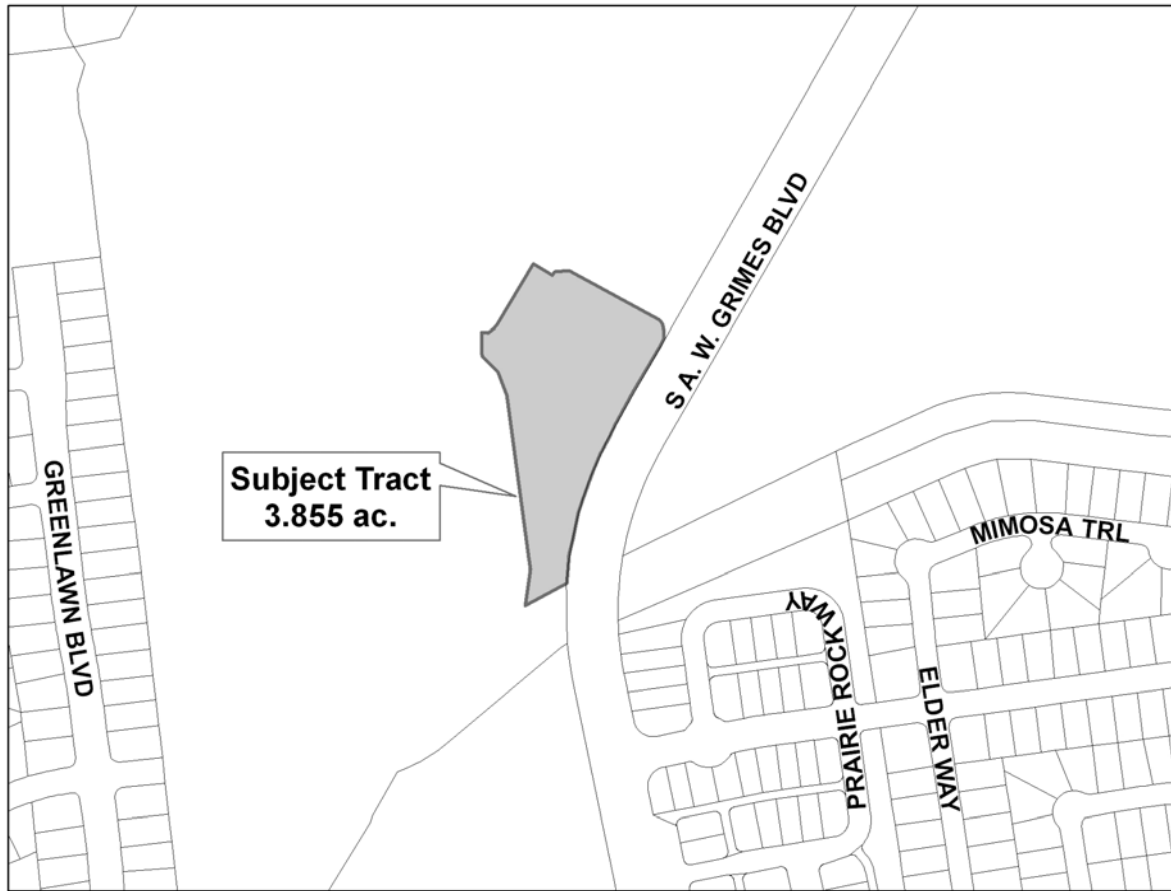 S A. W. GRIMES BLVD
Subject Tract
3.855 ac.
GREENLAWN BLVD
MIMOSA TRL
PRAIRIE ROCK WAY
ELDER WAY